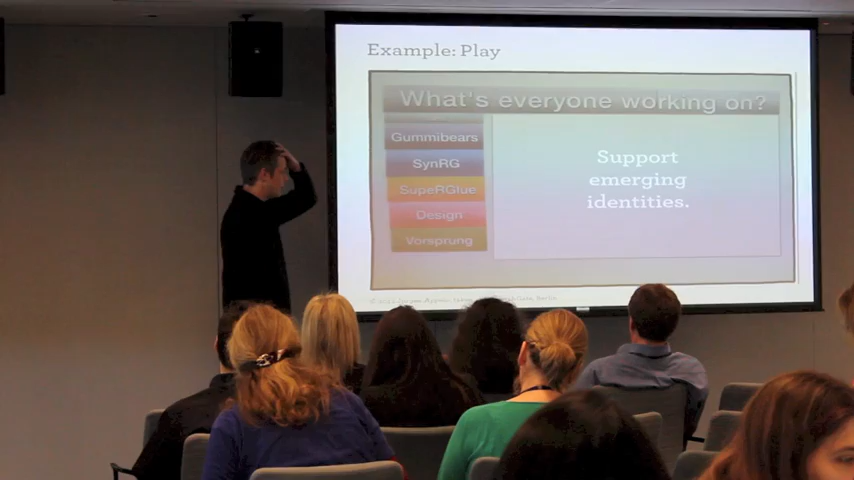 Example: Play
What's everyone working on?
Gummibears
SynRG
SupeRGlue
Design
Vorsprung
Support
emerging
identities.